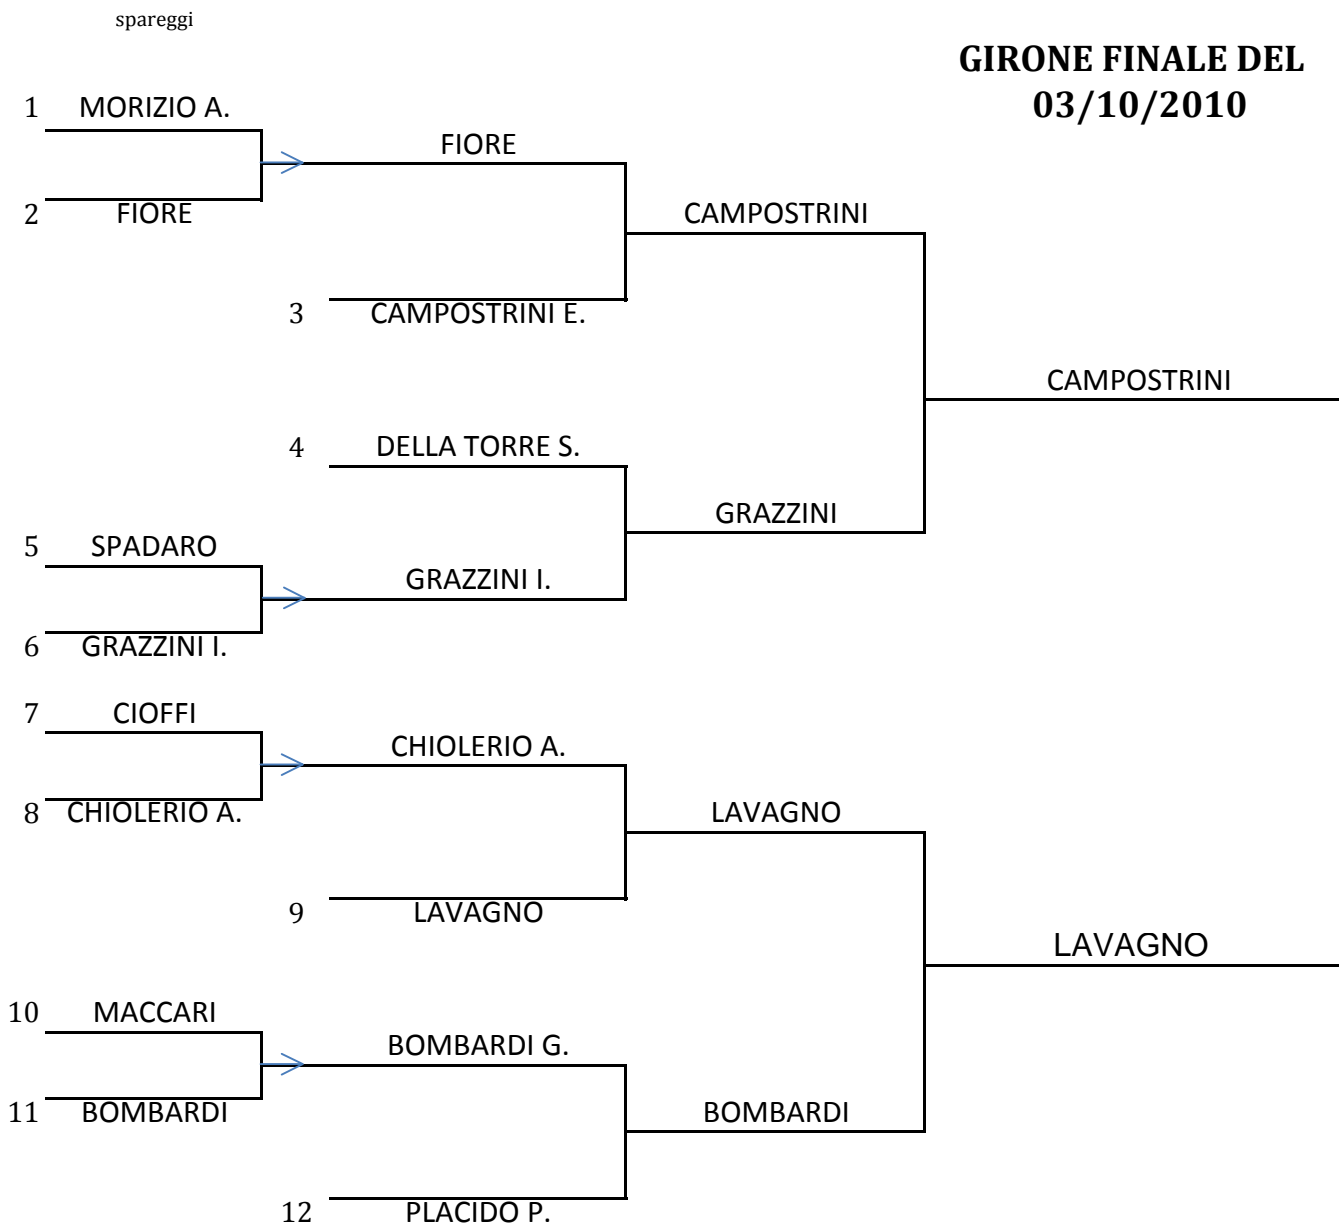 spareggi
GIRONE FINALE DEL
03/10/2010
1 MORIZIO A.
FIORE
2 FIORE
CAMPOSTRINI
3 CAMPOSTRINI E.
CAMPOSTRINI
4 DELLA TORRE S.
GRAZZINI
5 SPADARO
GRAZZINI I.
6 GRAZZINI I.
7 CIOFFI
CHIOLERIO A.
8 CHIOLERIO A.
LAVAGNO
9 LAVAGNO
LAVAGNO
10 MACCARI
BOMBARDI G.
11 BOMBARDI
BOMBARDI
12 PLACIDO P.